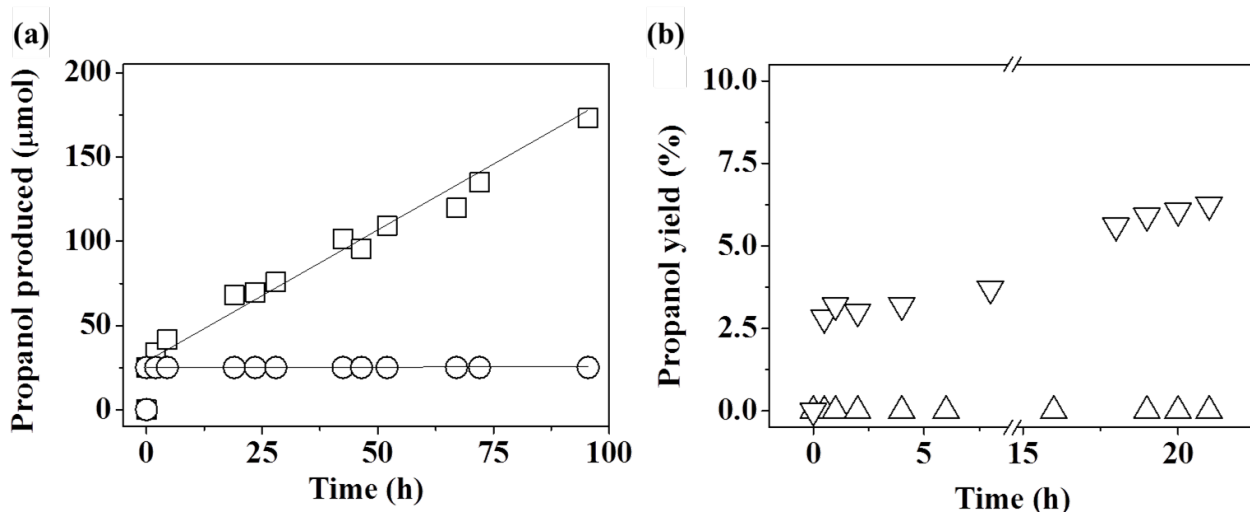 (a)
Propanol produced (μmol)
200
150
100
50
0
0 25 50 75 100
Time (h)
(b)
Propanol yield (%)
10.0
7.5
5.0
2.5
0.0
0 5 15 20
Time (h)